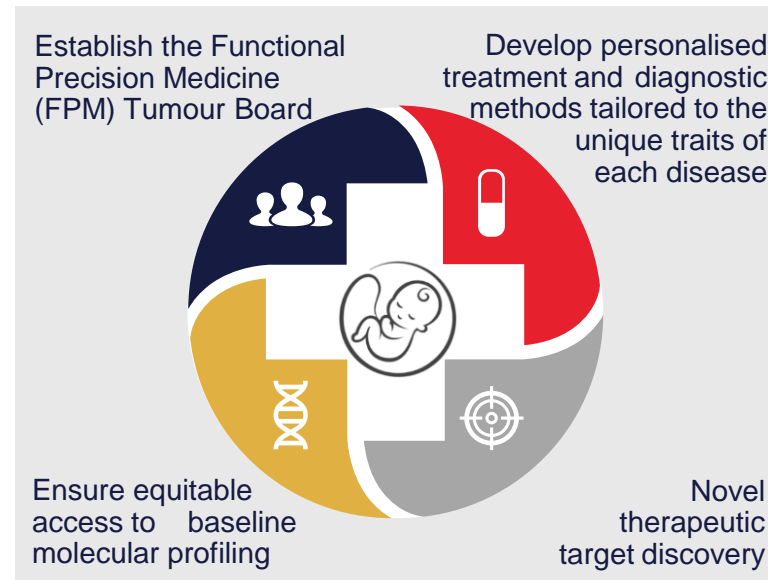 Establish the Functional
Precision Medicine
(FPM) Tumour Board
Develop personalised
treatment and diagnostic
methods tailored to the
unique traits of
each disease
Ensure equitable
access to baseline
molecular profiling
Novel
therapeutic
target discovery